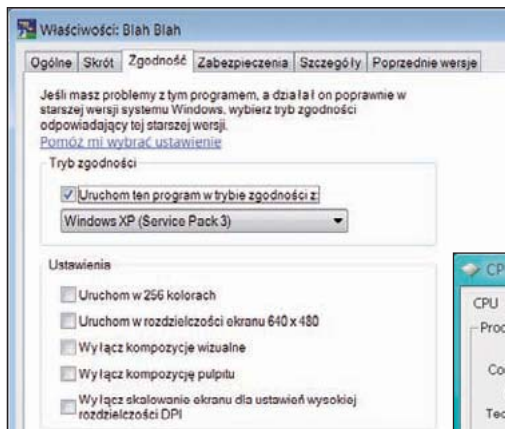 Właściwości: Blah Blah
Ogólne Skrót Zgodność Zabezpieczenia Szczegóły Poprzednie wersje
Jeśli masz problemy z tym programem, a działał on poprawnie w
starszej wersji systemu Windows, wybierz tryb zgodności
odpowiadający tej starszej wersji.
Pomóż mi wybrać ustawienie
Tryb zgodności
Uruchom ten program w trybie zgodności z:
Windows XP (Service Pack 3)
Ustawienia
Uruchom w 256 kolorach
Uruchom w rozdzielczości ekranu 640 x 480
Wyłącz kompozycje wizualne
Wyłącz kompozycję pulpitu
Wyłącz skalowanie ekranu dla ustawień wysokiej
rozdzielczości DPI
CPU